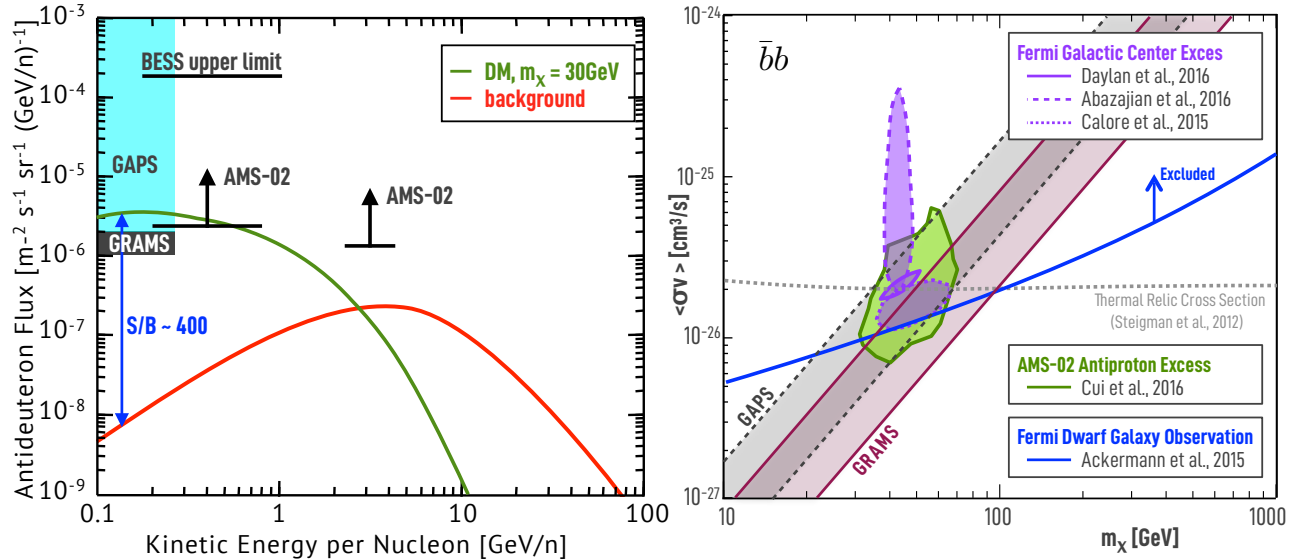 Antideuteron Flux [m⁻² s⁻¹ sr⁻¹ (GeV/n)⁻¹]
10⁻³
10⁻⁴
10⁻⁵
10⁻⁶
10⁻⁷
10⁻⁸
10⁻⁹
BESS upper limit
DM, mχ = 30GeV
background
GAPS
AMS-02
AMS-02
GRAMS
S/B ~ 400
0.1
1
10
100
Kinetic Energy per Nucleon [GeV/n]
<σv> [cm³/s]
10⁻²⁴
10⁻²⁵
10⁻²⁶
10⁻²⁷
b̄b
Fermi Galactic Center Exces
Daylan et al., 2016
Abazajian et al., 2016
Calore et al., 2015
Excluded
Thermal Relic Cross Section
(Steigman et al., 2012)
AMS-02 Antiproton Excess
Cui et al., 2016
GAPS
GRAMS
Fermi Dwarf Galaxy Observation
Ackermann et al., 2015
10
100
1000
mχ [GeV]